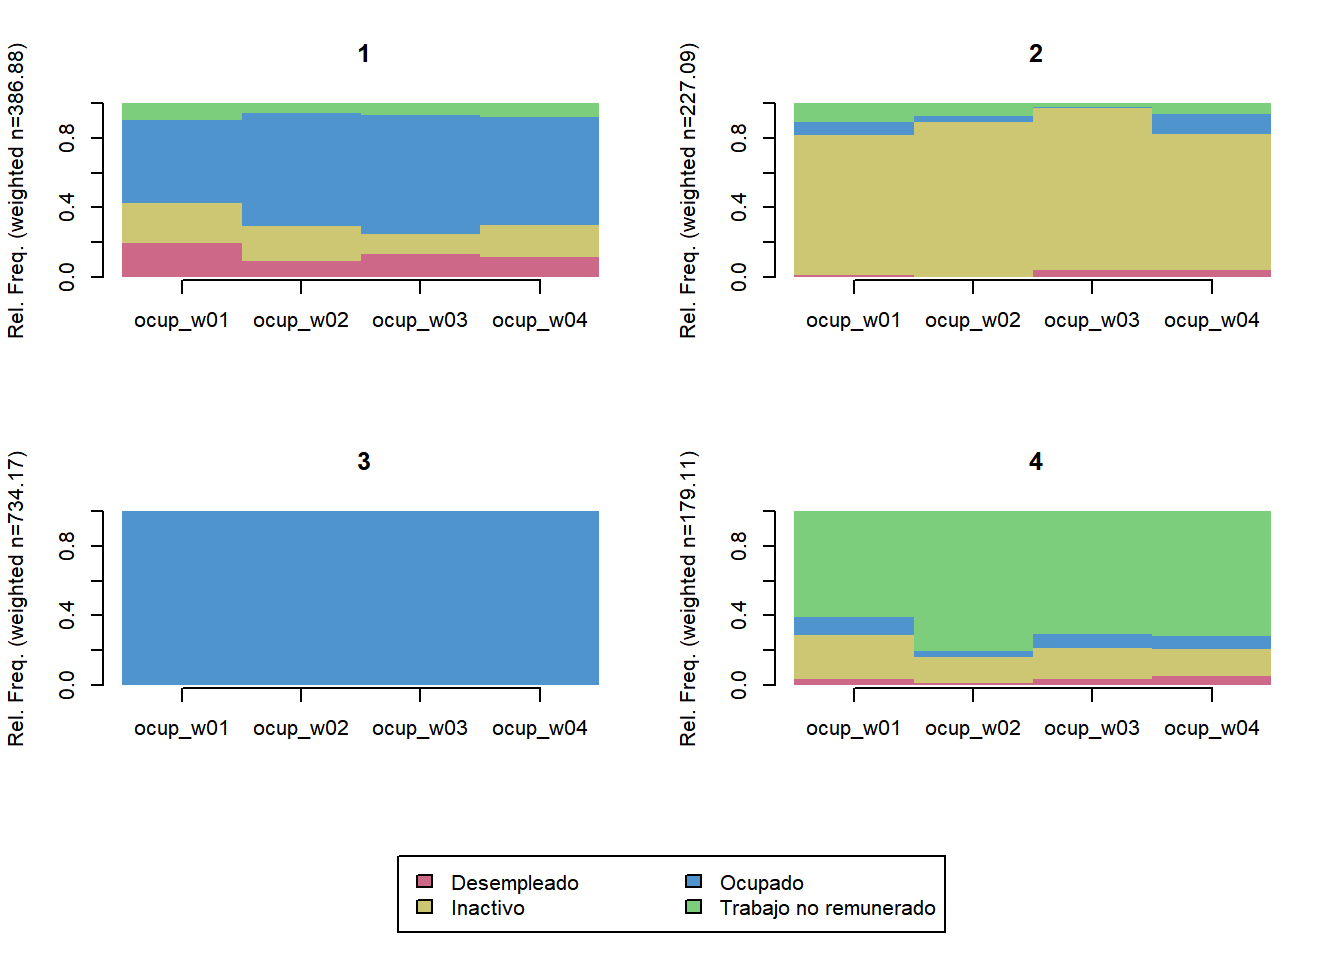 1
Rel. Freq. (weighted n=386.88)
0.8
0.4
0.0
ocup_w01 ocup_w02 ocup_w03 ocup_w04
2
Rel. Freq. (weighted n=227.09)
0.8
0.4
0.0
ocup_w01 ocup_w02 ocup_w03 ocup_w04
3
Rel. Freq. (weighted n=734.17)
0.8
0.4
0.0
ocup_w01 ocup_w02 ocup_w03 ocup_w04
4
Rel. Freq. (weighted n=179.11)
0.8
0.4
0.0
ocup_w01 ocup_w02 ocup_w03 ocup_w04
Desempleado
Inactivo
Ocupado
Trabajo no remunerado